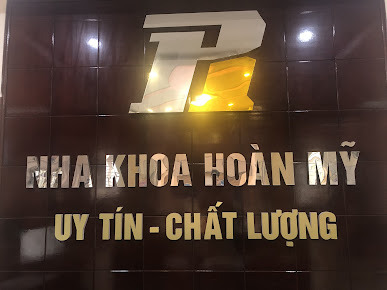 NHA KHOA HOÀN MỸ
UY TÍN - CHẤT LƯỢNG